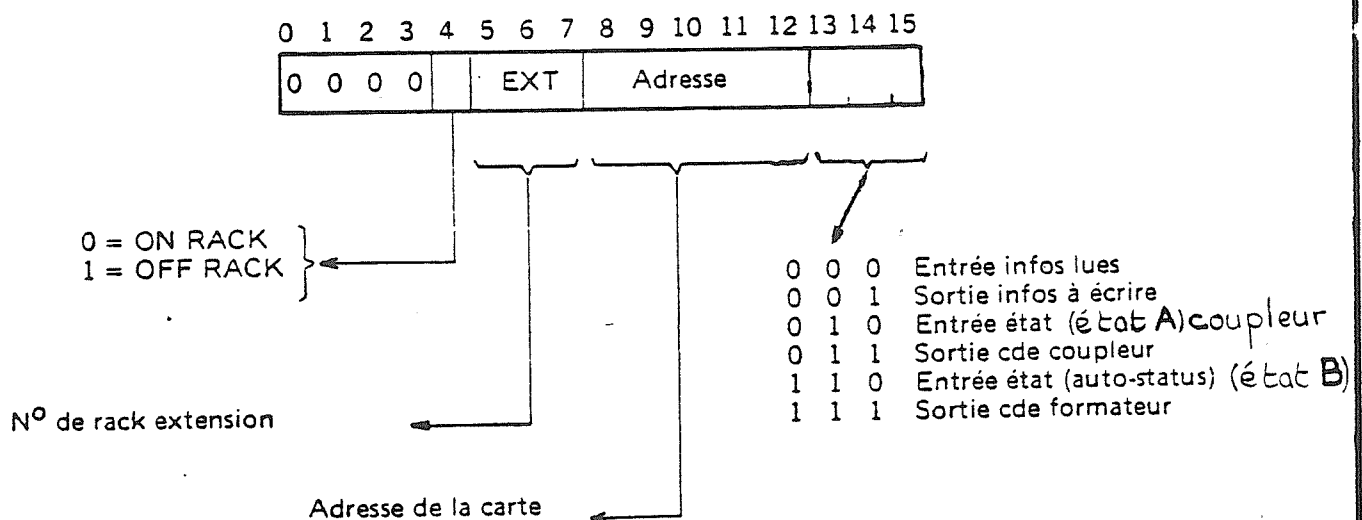 0 1 2 3 4 5 6 7 8 9 10 11 12 13 14 15
0 0 0 0 EXT Adresse
0 = ON RACK
1 = OFF RACK
0 0 0 Entrée infos lues
0 0 1 Sortie infos à écrire
0 1 0 Entrée état (état A) coupleur
0 1 1 Sortie cde coupleur
1 1 0 Entrée état (auto-status) (état B)
1 1 1 Sortie cde formateur
Nº de rack extension
Adresse de la carte